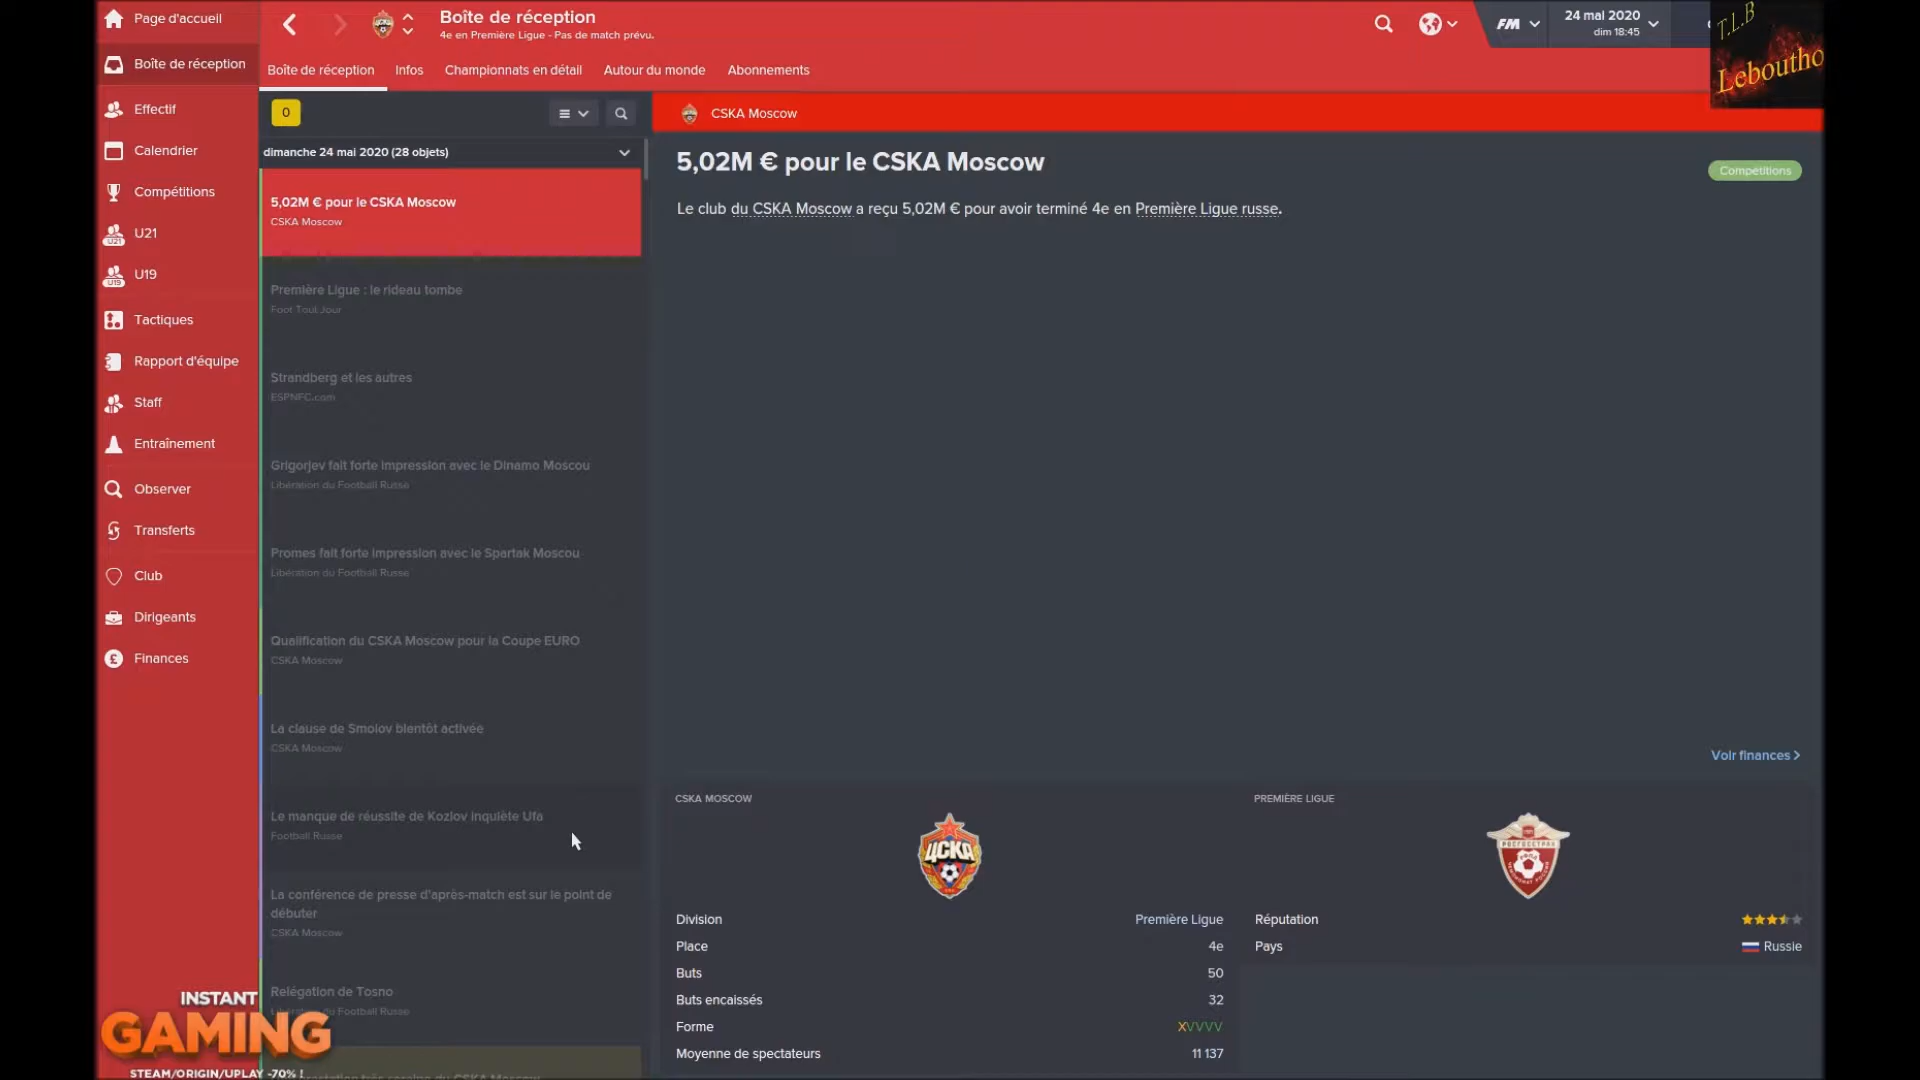 Page d'accueil
Boîte de réception
4e en Première Ligue - Pas de match prévu.
FM
24 mai 2020
dim 18:45
T.L.B
Leboutho
Boîte de réception
Boîte de réception
Infos
Championnats en détail
Autour du monde
Abonnements
Effectif
Calendrier
Compétitions
U21
U19
Tactiques
Rapport d'équipe
Staff
Entraînement
Observer
Transferts
Club
Dirigeants
Finances
0
dimanche 24 mai 2020 (28 objets)
5,02M € pour le CSKA Moscow
CSKA Moscow
Première Ligue : le rideau tombe
Foot Tout Jour
Strandberg et les autres
ESPNFC.com
Grigorjev fait forte impression avec le Dinamo Moscou
Libération du Football Russe
Promes fait forte impression avec le Spartak Moscou
Libération du Football Russe
Qualification du CSKA Moscow pour la Coupe EURO
CSKA Moscow
La clause de Smolov bientôt activée
CSKA Moscow
Le manque de réussite de Kozlov inquiète Ufa
Football Russe
La conférence de presse d'après-match est sur le point de
débuter
CSKA Moscow
Relégation de Tosno
Libération du Football Russe
CSKA Moscow
5,02M € pour le CSKA Moscow
Compétitions
Le club du CSKA Moscow a reçu 5,02M € pour avoir terminé 4e en Première Ligue russe.
Voir finances >
CSKA MOSCOW
ЦСКА
Division Première Ligue
Place 4e
Buts 50
Buts encaissés 32
Forme XVVVV
Moyenne de spectateurs 11 137
PREMIÈRE LIGUE
РОСГОССТРАХ
Réputation
Pays Russie
INSTANT
GAMING
STEAM/ORIGIN/UPLAY -70% !